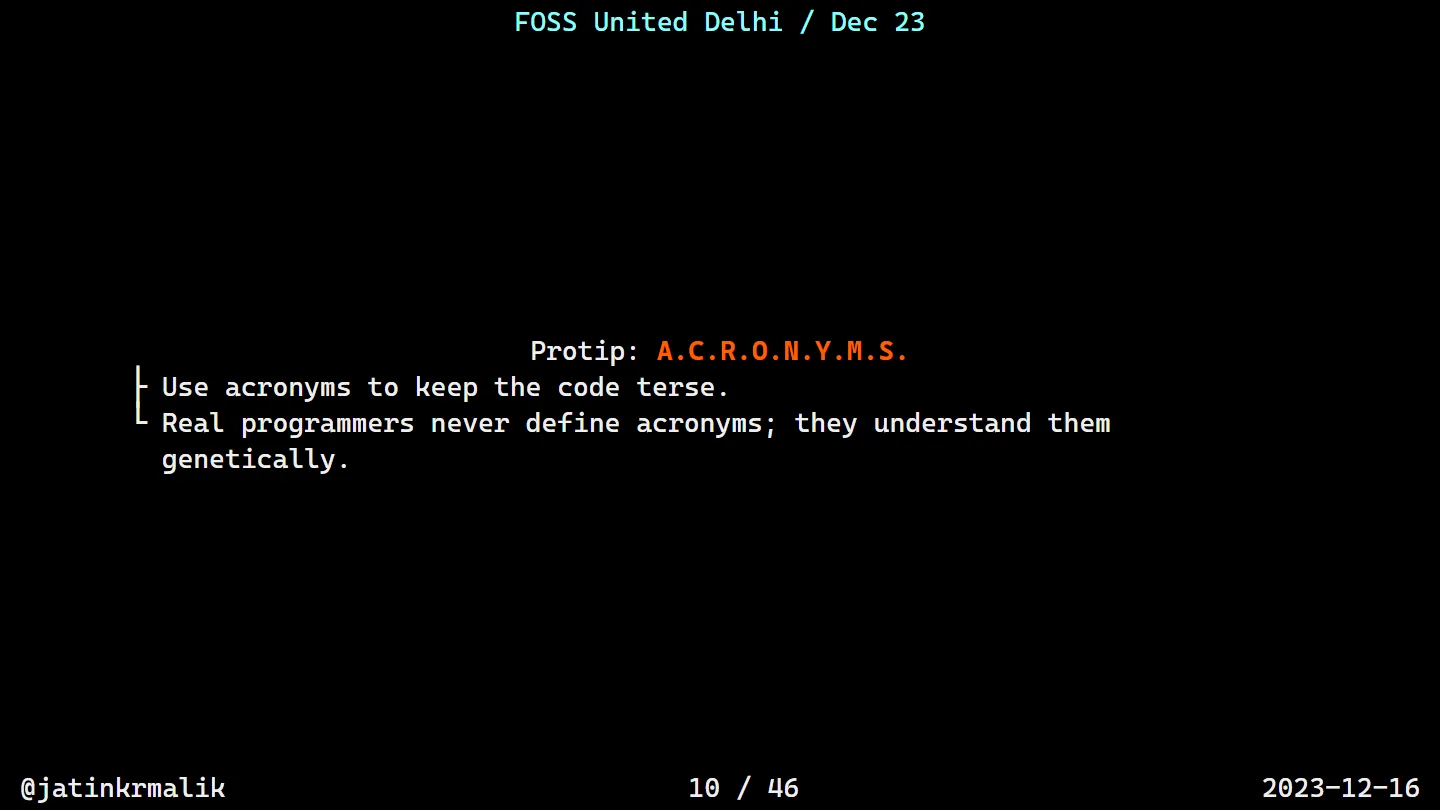 FOSS United Delhi / Dec 23
Protip: A.C.R.O.N.Y.M.S.
├ Use acronyms to keep the code terse.
└ Real programmers never define acronyms; they understand them
genetically.
@jatinkrmalik
10 / 46
2023-12-16